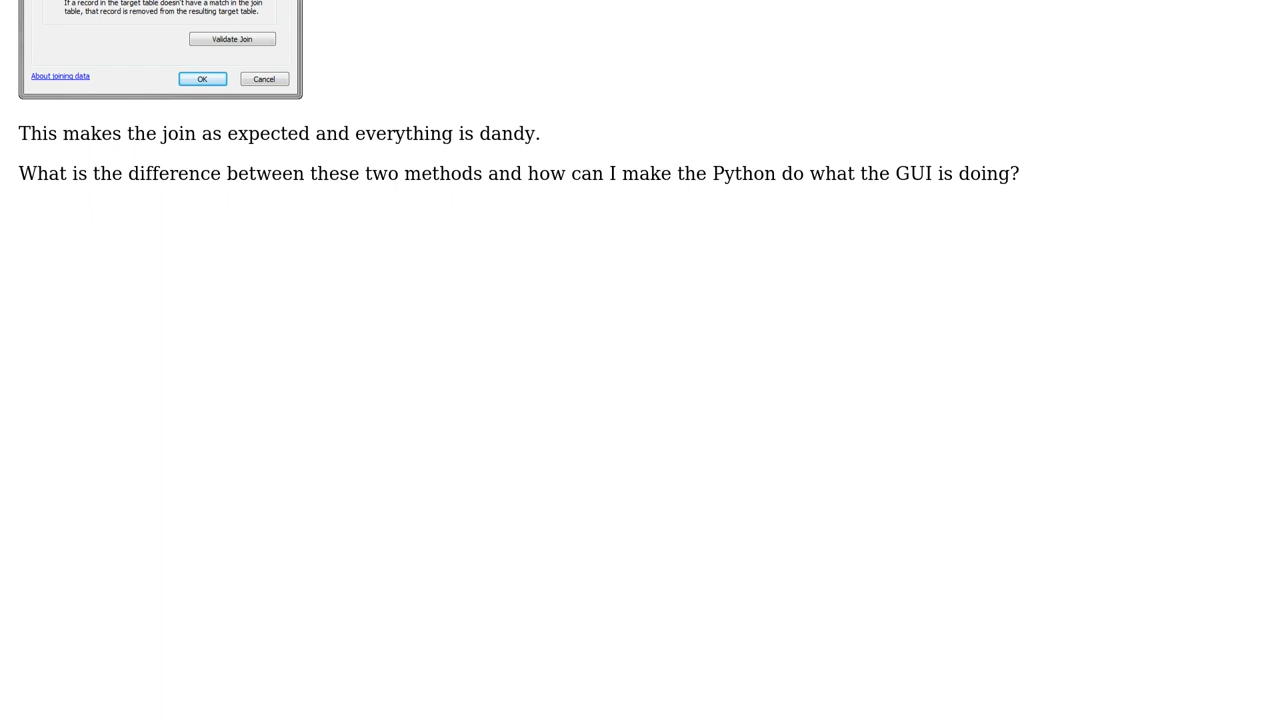 If a record in the target table doesn't have a match in the join
table, that record is removed from the resulting target table.
Validate Join
About joining data
OK
Cancel
This makes the join as expected and everything is dandy.
What is the difference between these two methods and how can I make the Python do what the GUI is doing?